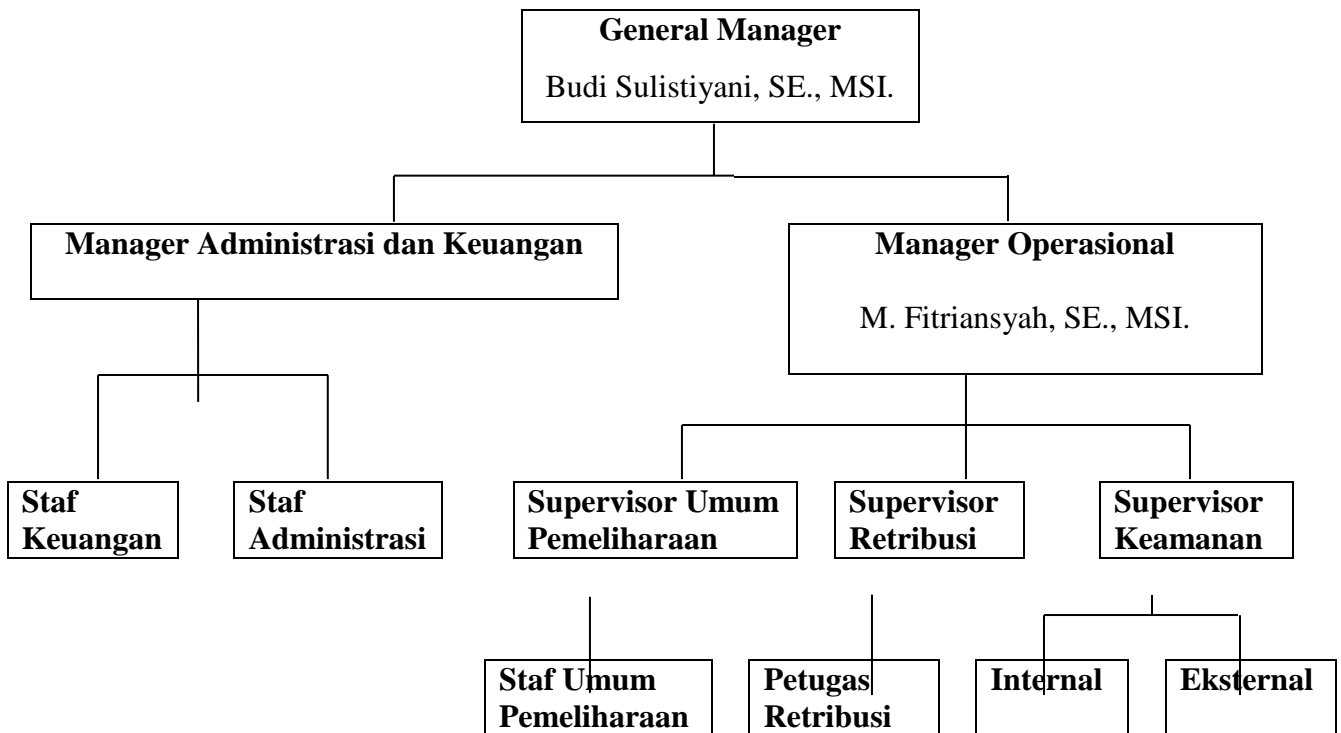 General Manager
Budi Sulistiyani, SE., MSI.
Manager Administrasi dan Keuangan
Manager Operasional
M. Fitriansyah, SE., MSI.
Staf
Keuangan
Staf
Administrasi
Supervisor Umum
Pemeliharaan
Supervisor
Retribusi
Supervisor
Keamanan
Staf Umum
Pemeliharaan
Petugas
Retribusi
Internal
Eksternal